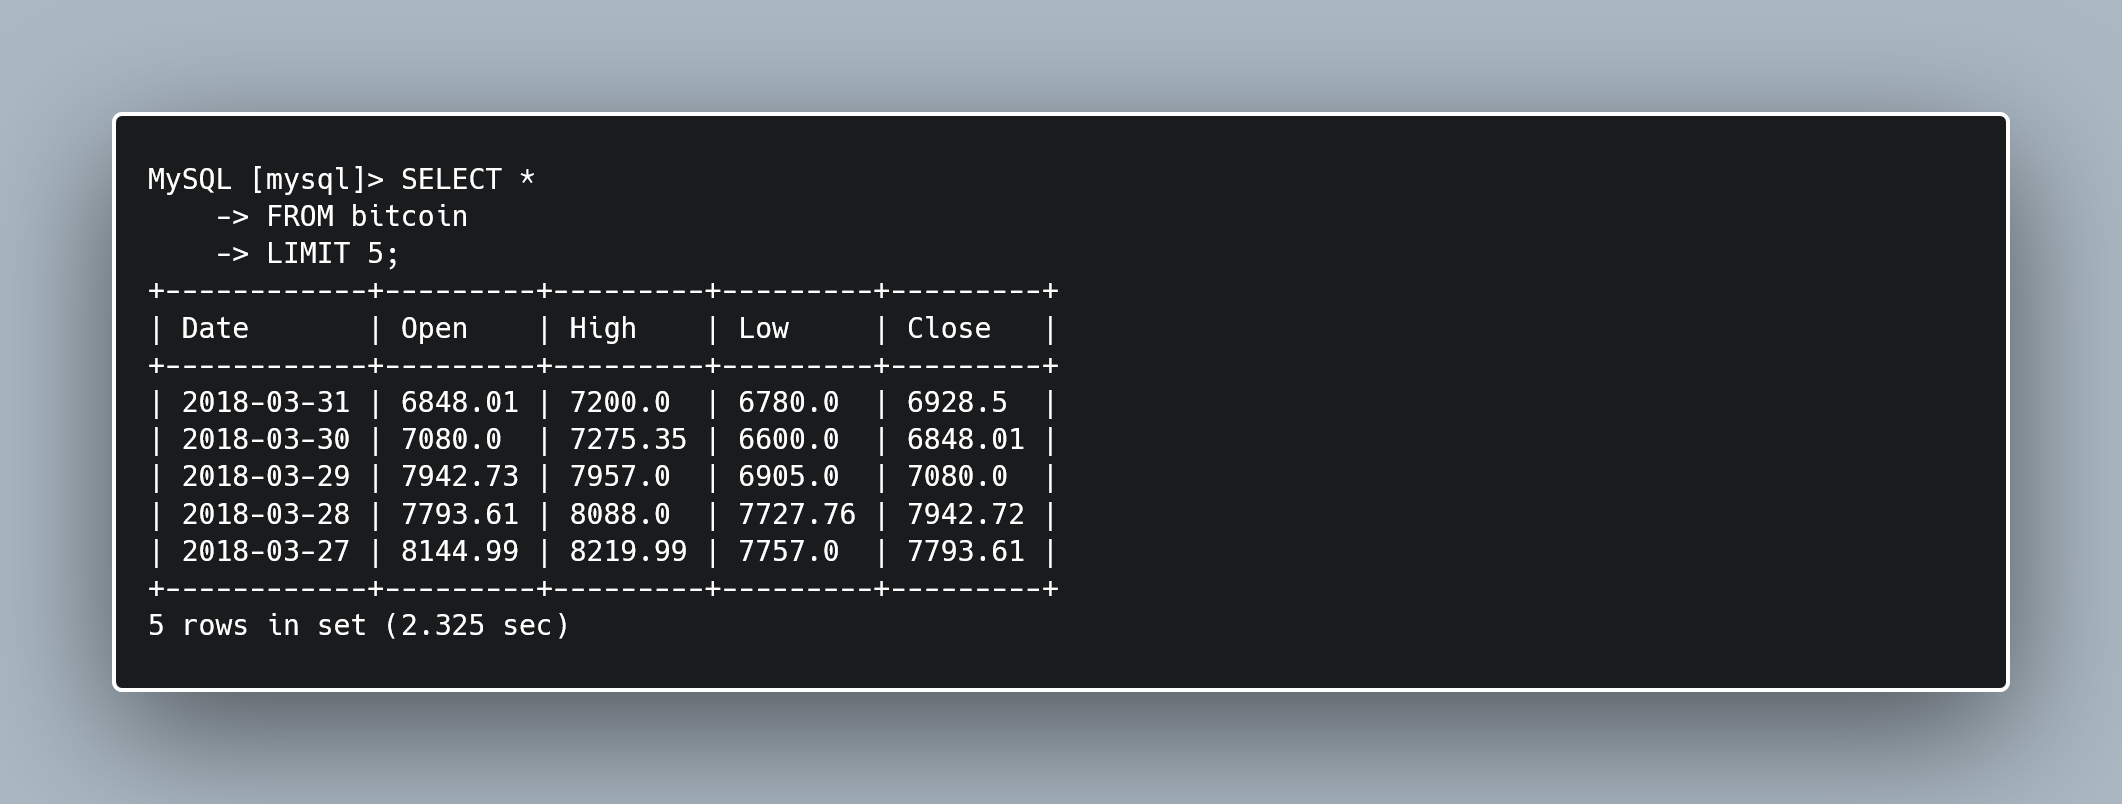 MySQL [mysql]> SELECT *
    -> FROM bitcoin
    -> LIMIT 5;
+------------+---------+---------+---------+---------+
| Date       | Open    | High    | Low     | Close   |
+------------+---------+---------+---------+---------+
| 2018-03-31 | 6848.01 | 7200.0  | 6780.0  | 6928.5  |
| 2018-03-30 | 7080.0  | 7275.35 | 6600.0  | 6848.01 |
| 2018-03-29 | 7942.73 | 7957.0  | 6905.0  | 7080.0  |
| 2018-03-28 | 7793.61 | 8088.0  | 7727.76 | 7942.72 |
| 2018-03-27 | 8144.99 | 8219.99 | 7757.0  | 7793.61 |
+------------+---------+---------+---------+---------+
5 rows in set (2.325 sec)